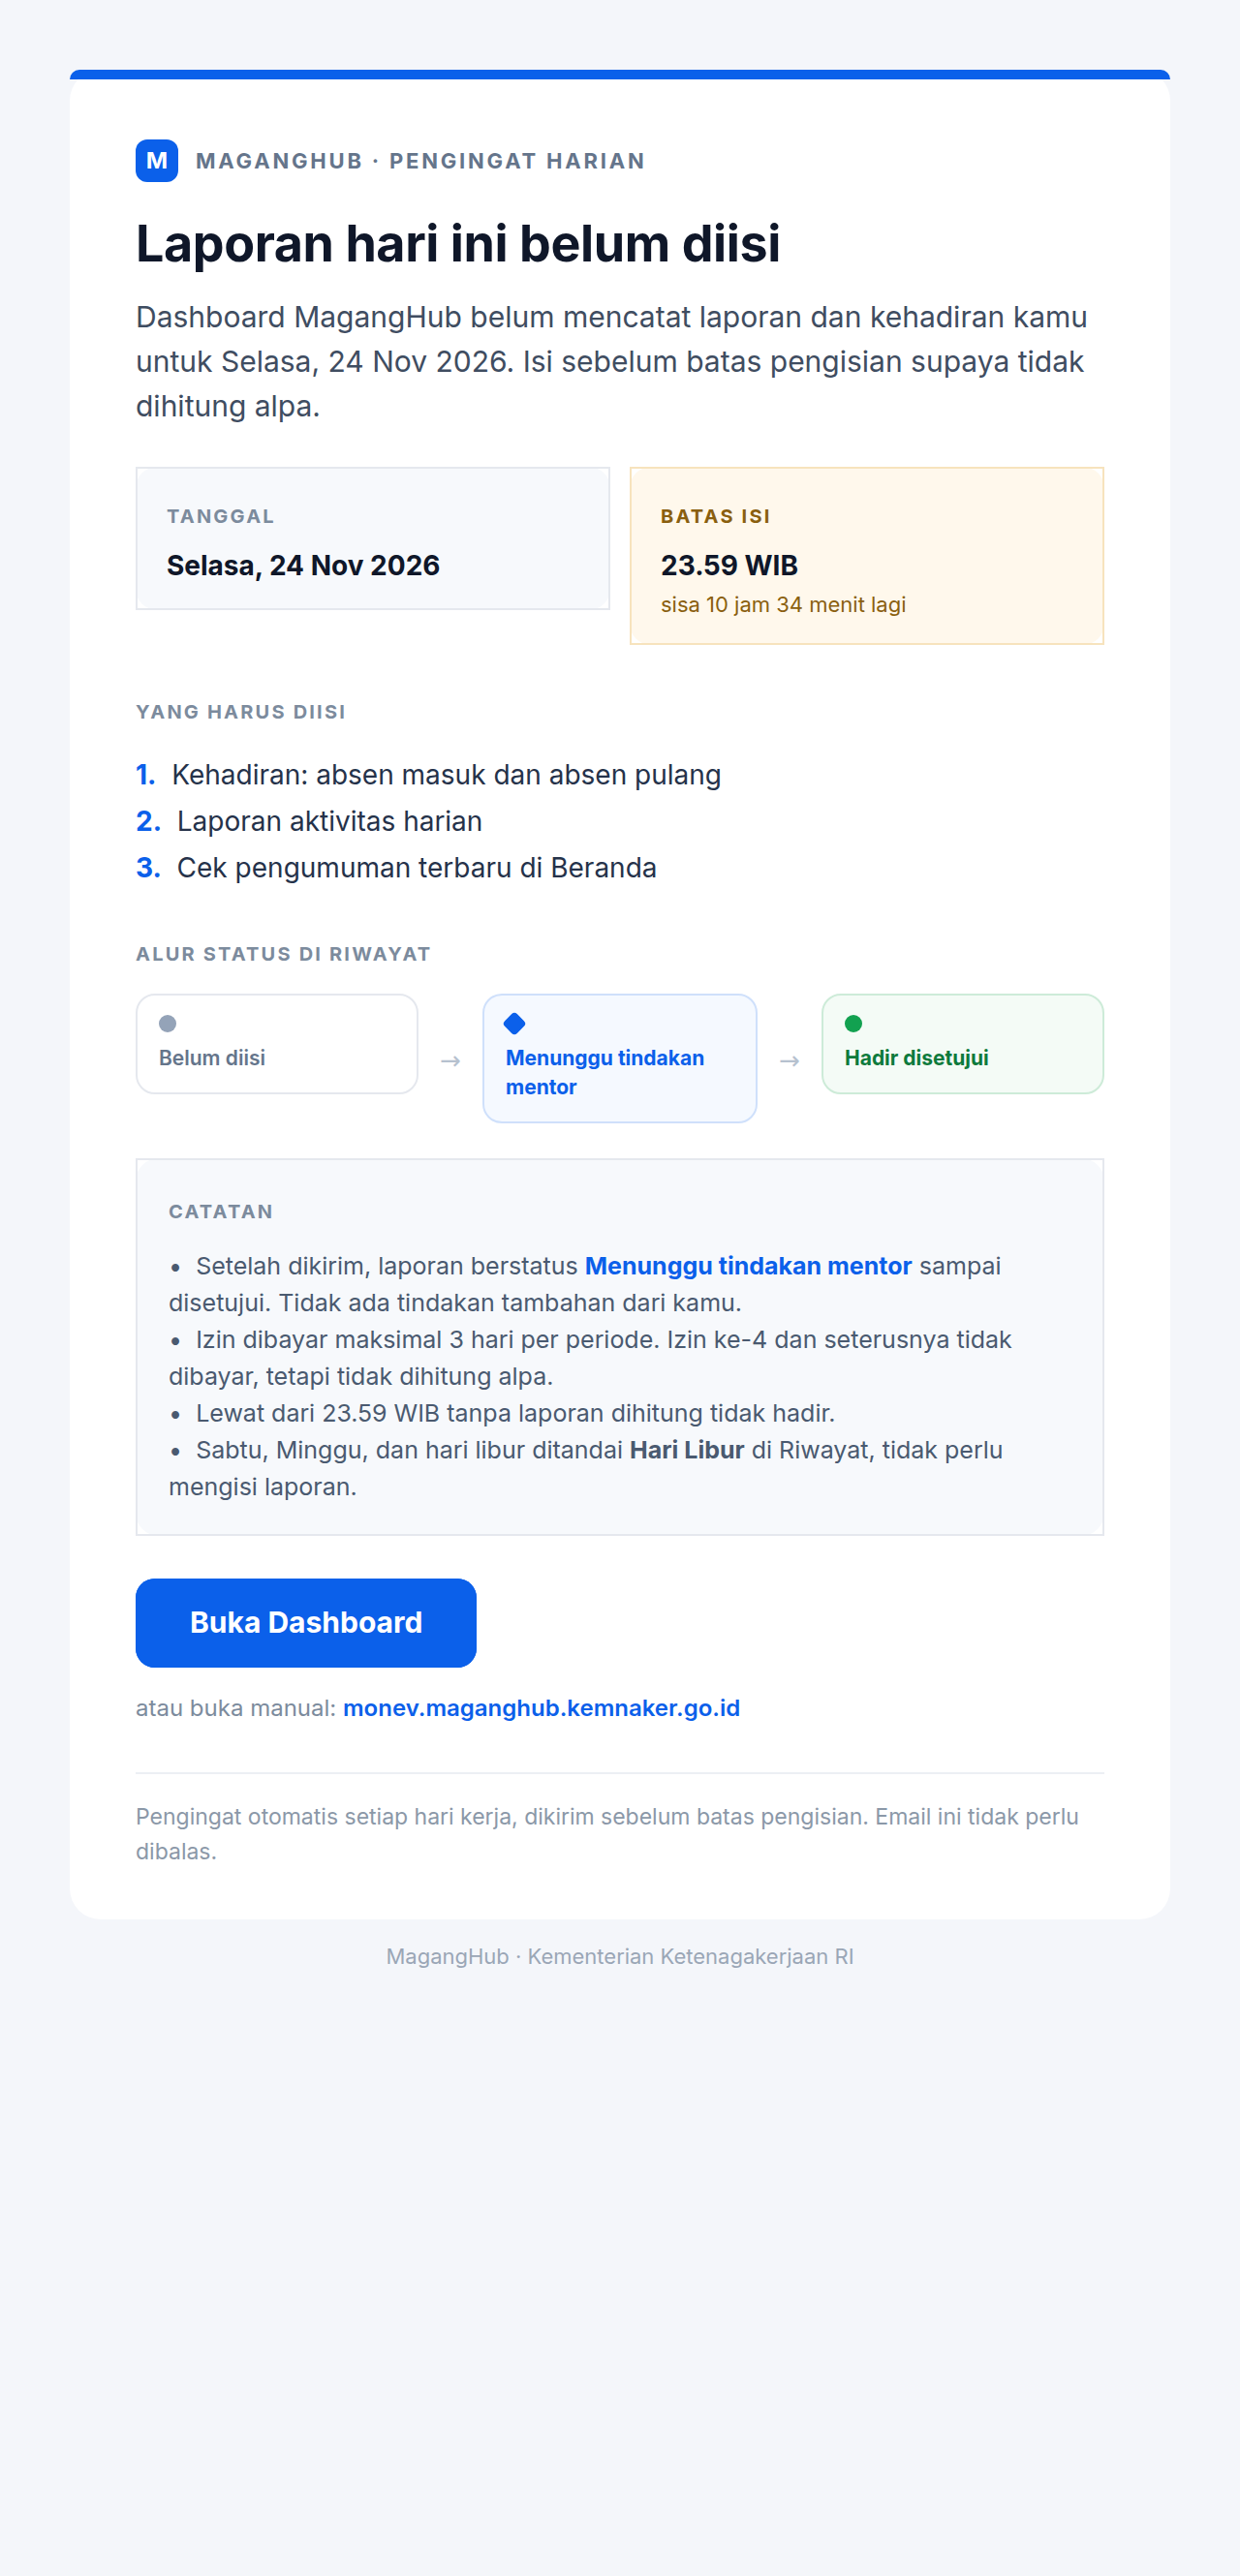 M MAGANGHUB · PENGINGAT HARIAN
Laporan hari ini belum diisi
Dashboard MagangHub belum mencatat laporan dan kehadiran kamu
untuk Selasa, 24 Nov 2026. Isi sebelum batas pengisian supaya tidak
dihitung alpa.
TANGGAL
Selasa, 24 Nov 2026
BATAS ISI
23.59 WIB
sisa 10 jam 34 menit lagi
YANG HARUS DIISI
1. Kehadiran: absen masuk dan absen pulang
2. Laporan aktivitas harian
3. Cek pengumuman terbaru di Beranda
ALUR STATUS DI RIWAYAT
Belum diisi
→
Menunggu tindakan
mentor
→
Hadir disetujui
CATATAN
• Setelah dikirim, laporan berstatus Menunggu tindakan mentor sampai
disetujui. Tidak ada tindakan tambahan dari kamu.
• Izin dibayar maksimal 3 hari per periode. Izin ke-4 dan seterusnya tidak
dibayar, tetapi tidak dihitung alpa.
• Lewat dari 23.59 WIB tanpa laporan dihitung tidak hadir.
• Sabtu, Minggu, dan hari libur ditandai Hari Libur di Riwayat, tidak perlu
mengisi laporan.
Buka Dashboard
atau buka manual: monev.maganghub.kemnaker.go.id
Pengingat otomatis setiap hari kerja, dikirim sebelum batas pengisian. Email ini tidak perlu
dibalas.
MagangHub · Kementerian Ketenagakerjaan RI